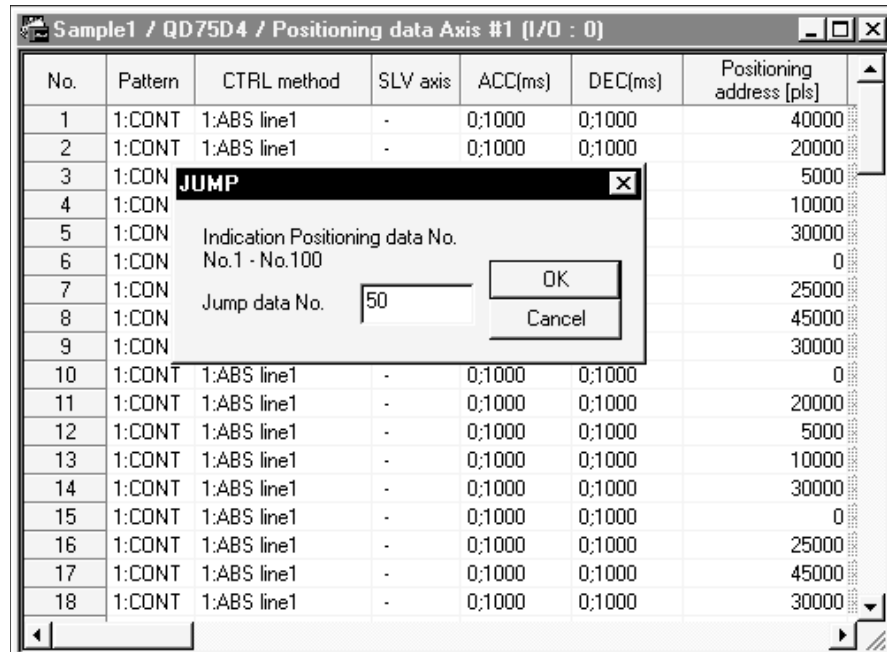 Sample1 / QD75D4 / Positioning data Axis #1 (I/O : 0)
No. Pattern CTRL method SLV axis ACC(ms) DEC(ms) Positioning address [pls]
1 1:CONT 1:ABS line1 - 0;1000 0;1000 40000
2 1:CONT 1:ABS line1 - 0;1000 0;1000 20000
3 1:CON 5000
4 1:CON 10000
5 1:CON 30000
6 1:CON 0
7 1:CON 25000
8 1:CON 45000
9 1:CON 30000
JUMP
Indication Positioning data No.
No.1 - No.100
Jump data No. 50
OK
Cancel
10 1:CONT 1:ABS line1 - 0;1000 0;1000 0
11 1:CONT 1:ABS line1 - 0;1000 0;1000 20000
12 1:CONT 1:ABS line1 - 0;1000 0;1000 5000
13 1:CONT 1:ABS line1 - 0;1000 0;1000 10000
14 1:CONT 1:ABS line1 - 0;1000 0;1000 30000
15 1:CONT 1:ABS line1 - 0;1000 0;1000 0
16 1:CONT 1:ABS line1 - 0;1000 0;1000 25000
17 1:CONT 1:ABS line1 - 0;1000 0;1000 45000
18 1:CONT 1:ABS line1 - 0;1000 0;1000 30000